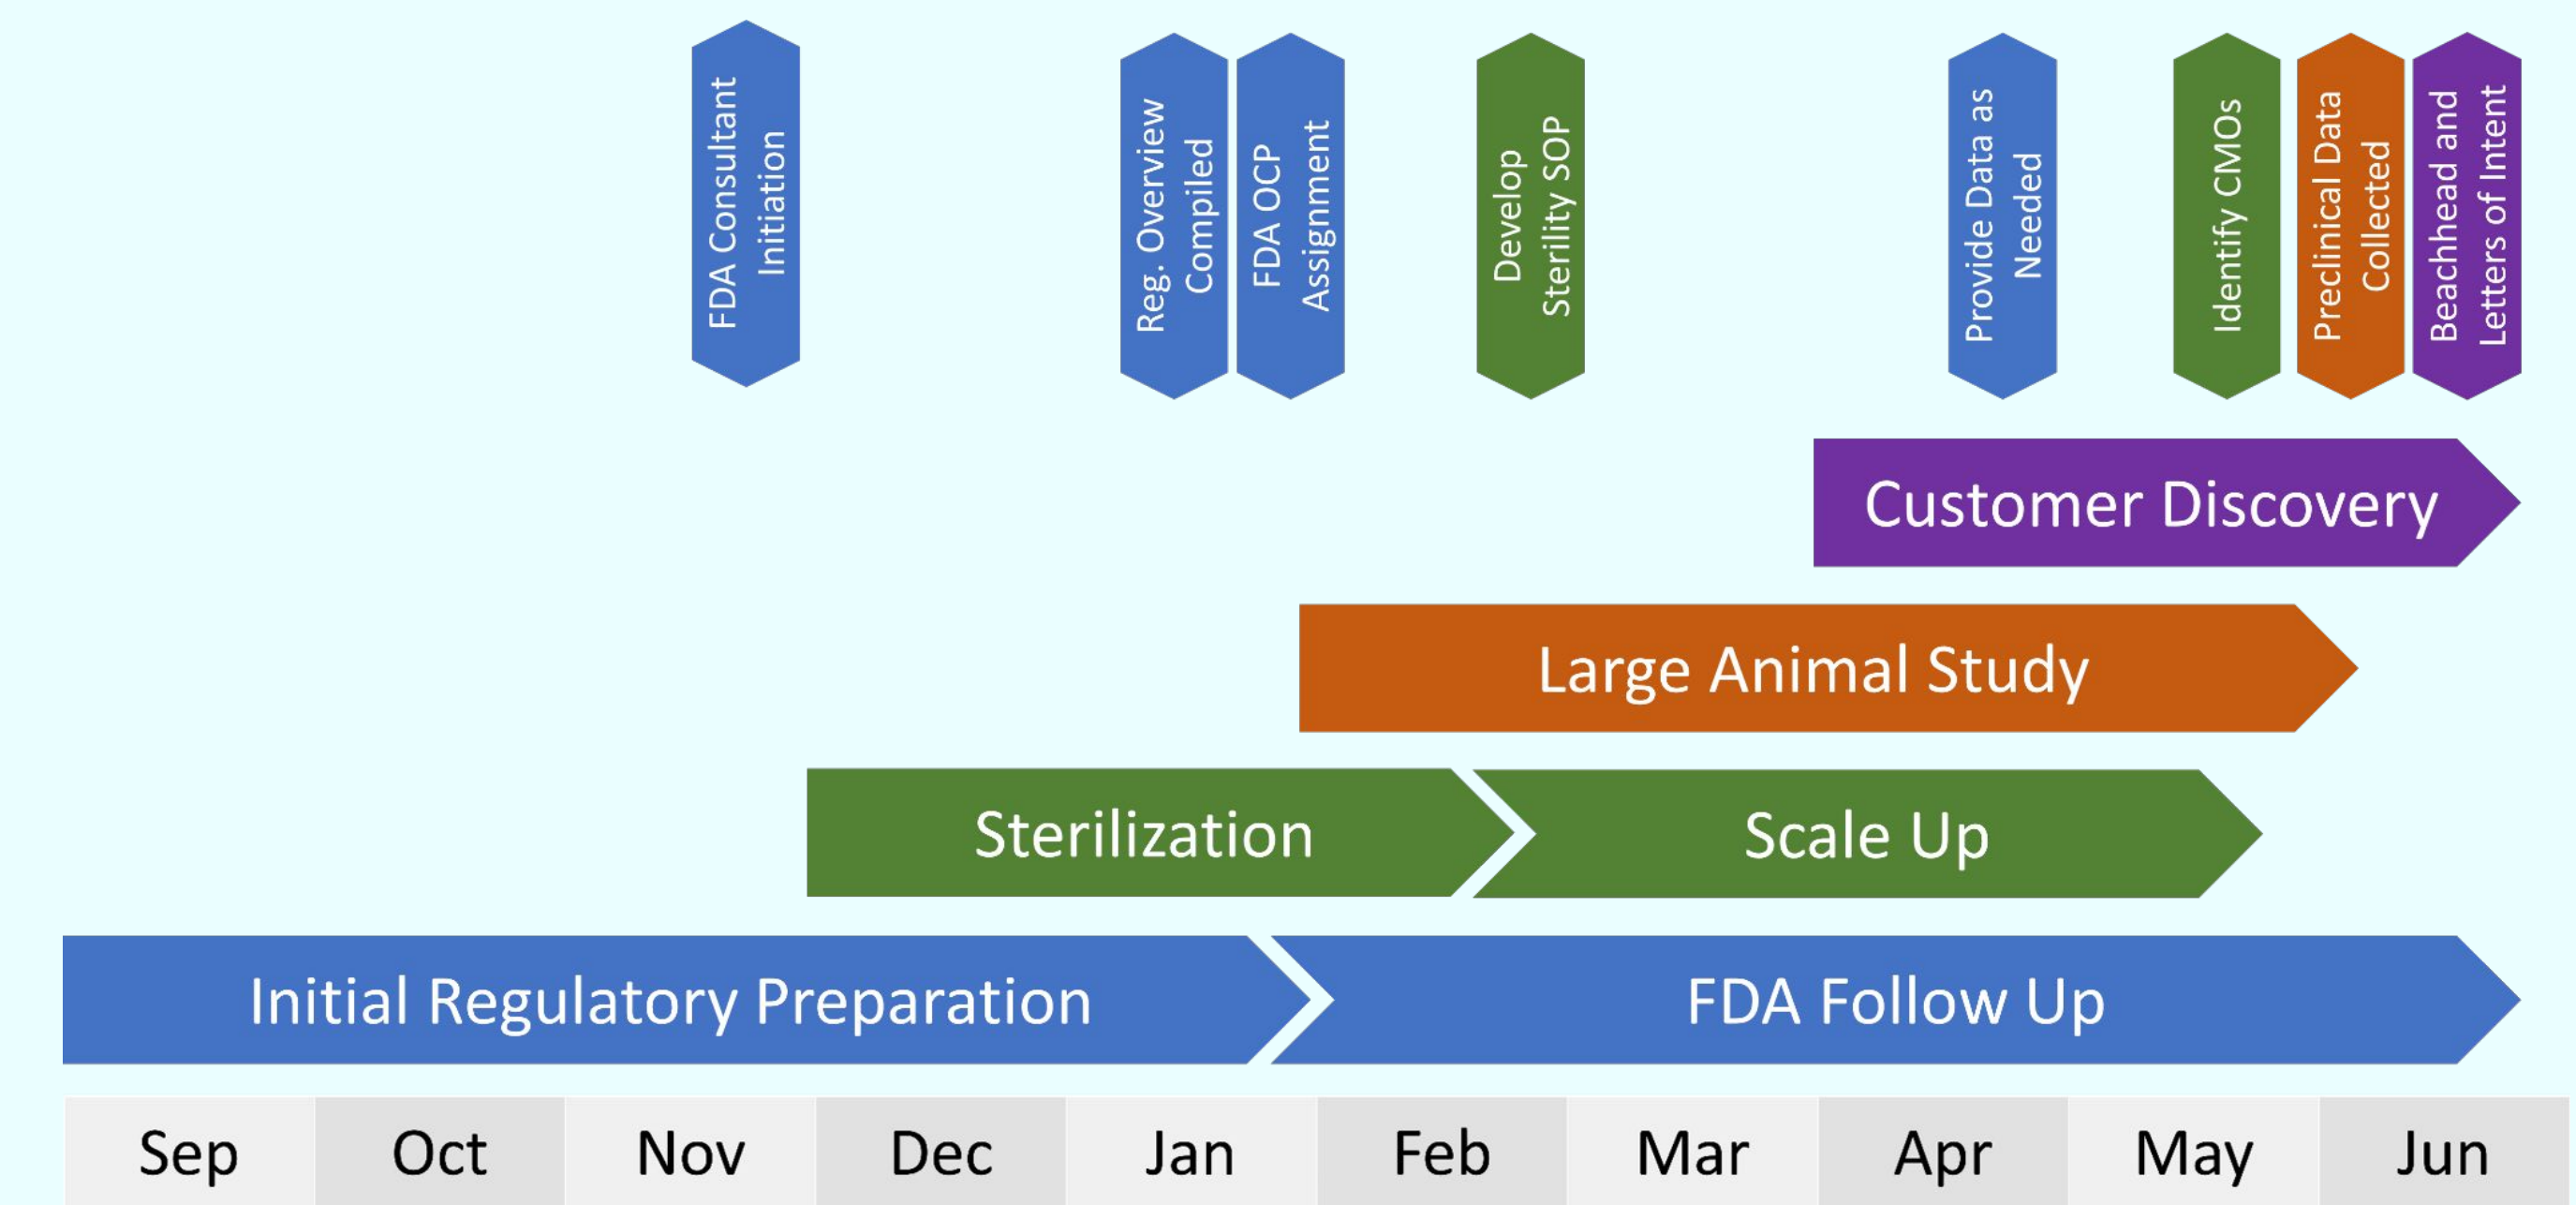 FDA Consultant
Initiation
Reg. Overview
Compiled
FDA OCP
Assignment
Develop
Sterility SOP
Provide Data as
Needed
Identify CMOs
Preclinical Data
Collected
Beachhead and
Letters of Intent
Customer Discovery
Large Animal Study
Sterilization
Scale Up
Initial Regulatory Preparation
FDA Follow Up
Sep Oct Nov Dec Jan Feb Mar Apr May Jun